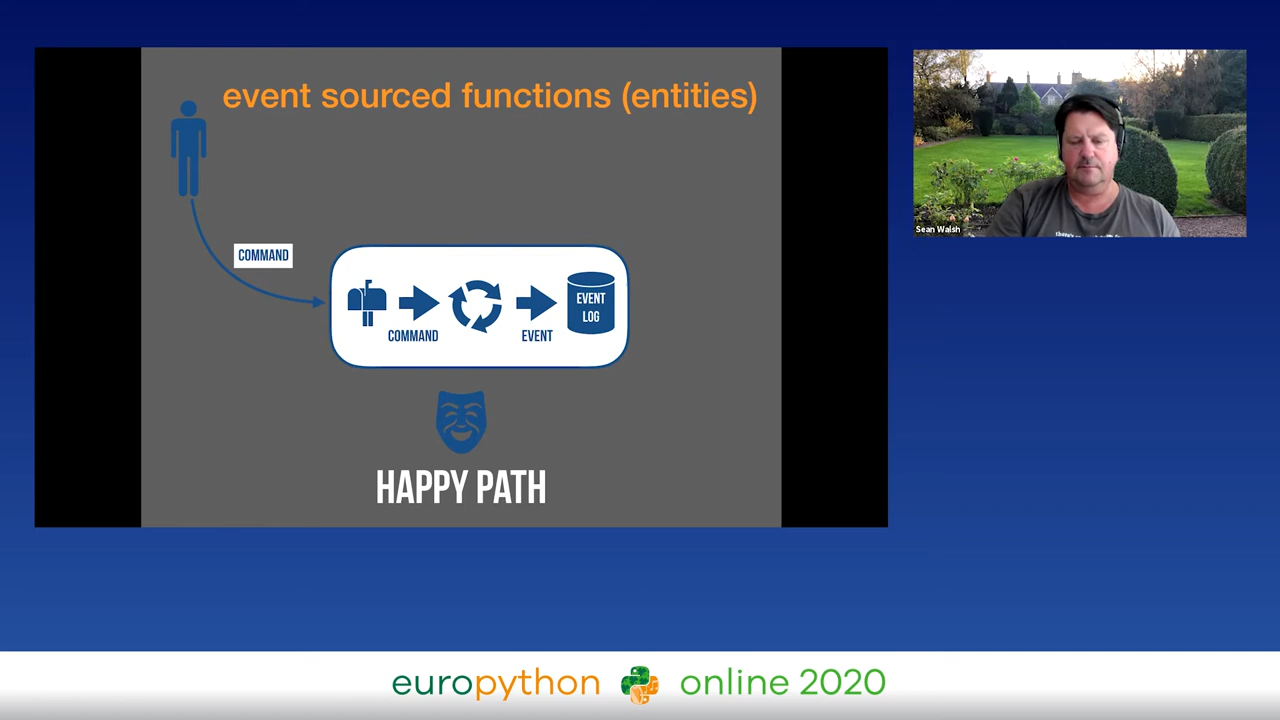 event sourced functions (entities)
COMMAND
COMMAND
EVENT
EVENT
LOG
HAPPY PATH
Sean Walsh
europython online 2020